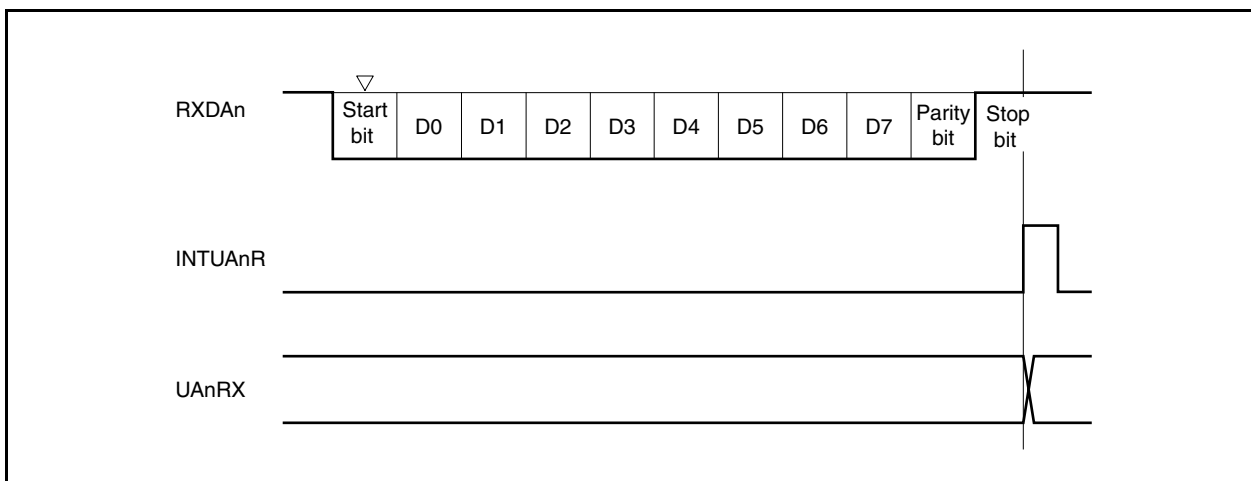 RXDAn
Start
bit
D0
D1
D2
D3
D4
D5
D6
D7
Parity
bit
Stop
bit
INTUAnR
UAnRX